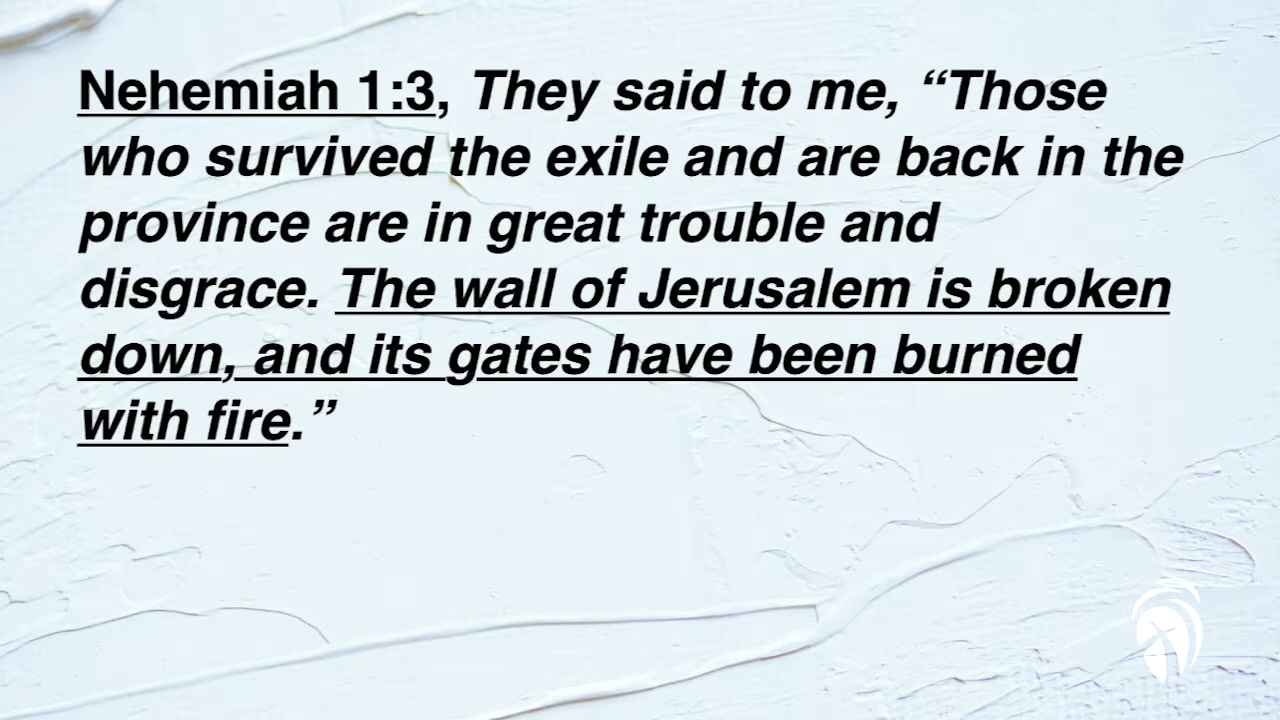 Nehemiah 1:3, They said to me, “Those
who survived the exile and are back in the
province are in great trouble and
disgrace. The wall of Jerusalem is broken
down, and its gates have been burned
with fire.”